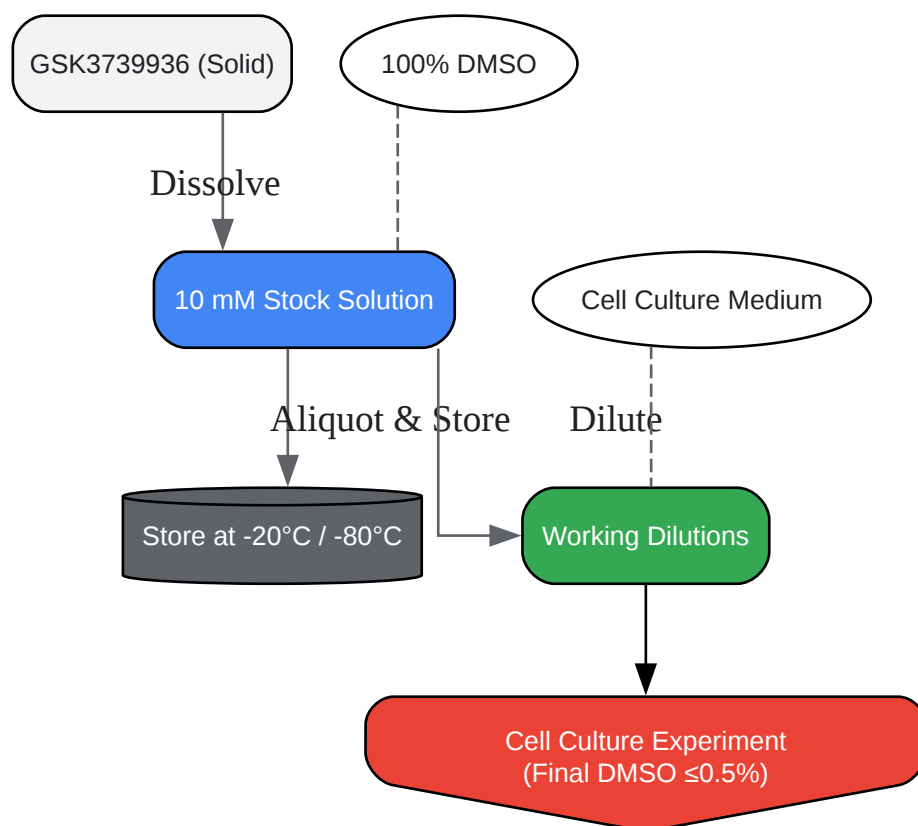 GSK3739936 (Solid)
100% DMSO
Dissolve
10 mM Stock Solution
Cell Culture Medium
Aliquot & Store
Dilute
Store at -20°C / -80°C
Working Dilutions
Cell Culture Experiment
(Final DMSO ≤0.5%)